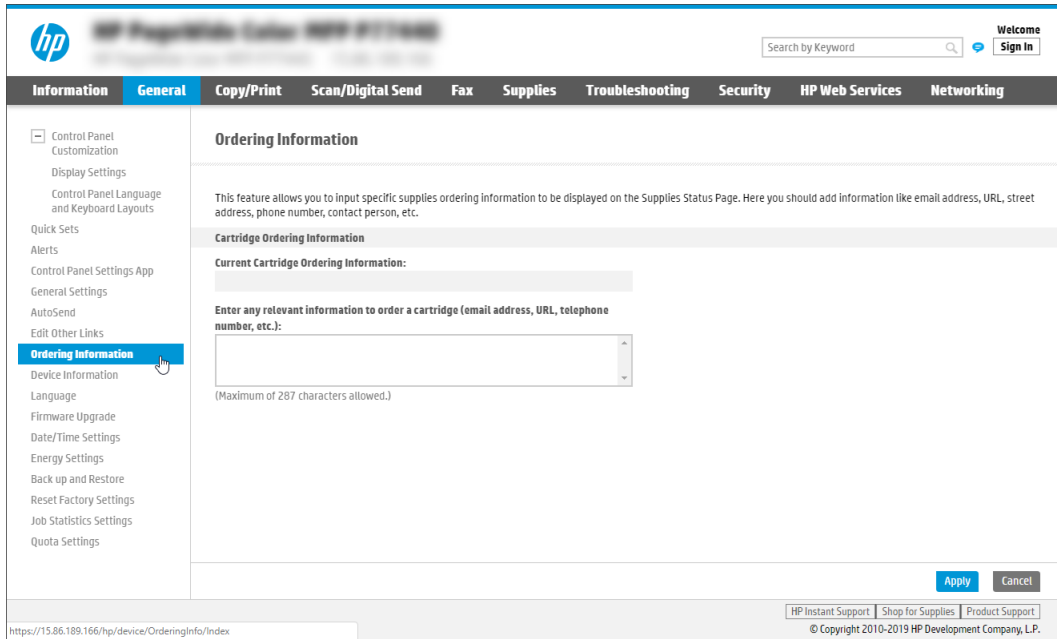 hp
Welcome
Search by Keyword
Sign In
Information General Copy/Print Scan/Digital Send Fax Supplies Troubleshooting Security HP Web Services Networking
Control Panel
Customization
Display Settings
Control Panel Language
and Keyboard Layouts
Quick Sets
Alerts
Control Panel Settings App
General Settings
AutoSend
Edit Other Links
Ordering Information
Device Information
Language
Firmware Upgrade
Date/Time Settings
Energy Settings
Back up and Restore
Reset Factory Settings
Job Statistics Settings
Quota Settings
Ordering Information
This feature allows you to input specific supplies ordering information to be displayed on the Supplies Status Page. Here you should add information like email address, URL, street
address, phone number, contact person, etc.
Cartridge Ordering Information
Current Cartridge Ordering Information:
Enter any relevant information to order a cartridge (email address, URL, telephone
number, etc.):
(Maximum of 287 characters allowed.)
Apply Cancel
HP Instant Support Shop for Supplies Product Support
https://15.86.189.166/hp/device/OrderingInfo/Index
© Copyright 2010-2019 HP Development Company, L.P.